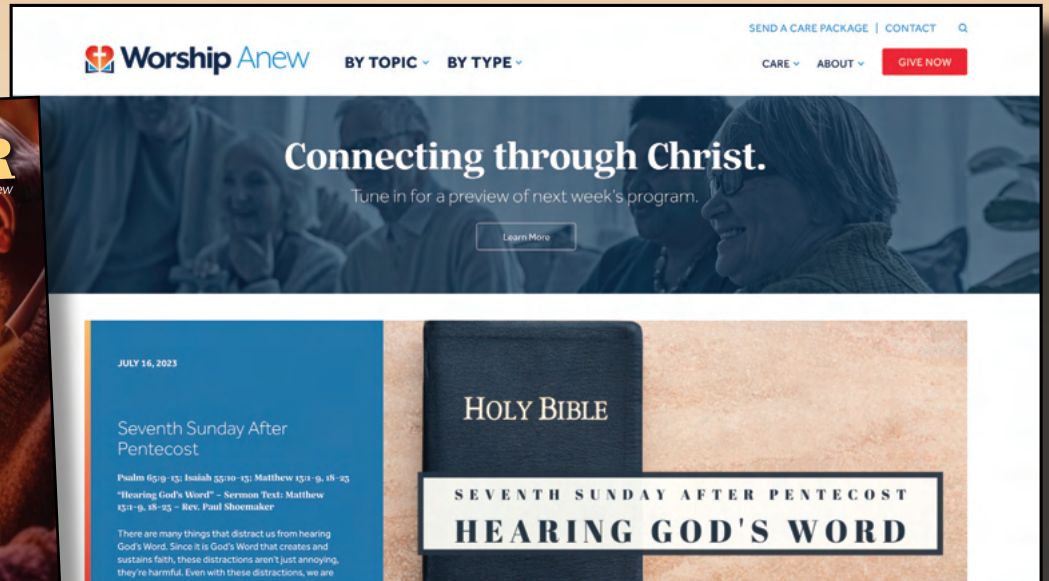 SEND A CARE PACKAGE | CONTACT
Worship Anew
BY TOPIC BY TYPE
CARE ABOUT GIVE NOW
R
ew
Connecting through Christ.
Tune in for a preview of next week's program.
Learn More
JULY 16, 2023
Seventh Sunday After
Pentecost
Psalm 65:9-13; Isaiah 55:10-13; Matthew 13:1-9, 18-23
"Hearing God's Word" – Sermon Text: Matthew
13:1-9, 18-23 – Rev. Paul Shoemaker
There are many things that distract us from hearing
God's Word. Since it is God's Word that creates and
sustains faith, these distractions aren't just annoying,
they're harmful. Even with these distractions, we are
HOLY BIBLE
SEVENTH SUNDAY AFTER PENTECOST
HEARING GOD'S WORD